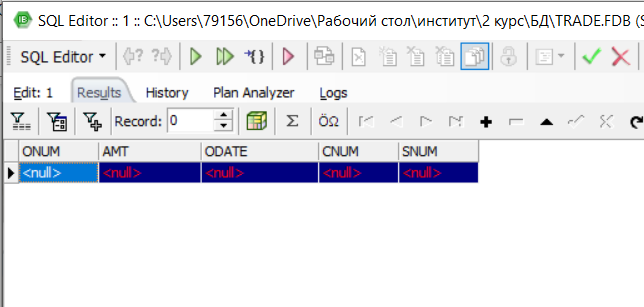 SQL Editor :: 1 :: C:\Users\79156\OneDrive\Рабочий стол\институт\2 курс\БД\TRADE.FDB (S
SQL Editor
Edit: 1 Results History Plan Analyzer Logs
Record: 0 Σ ÖΩ
ONUM AMT ODATE CNUM SNUM
<null> <null> <null> <null> <null>